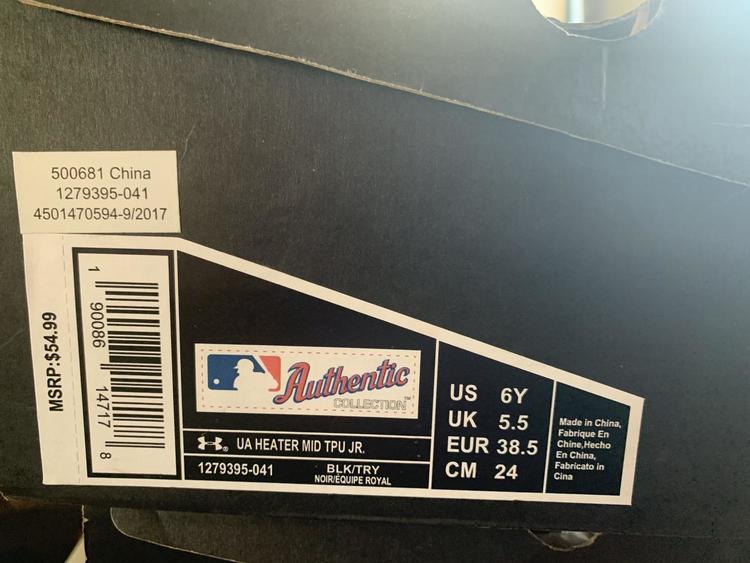 500681 China
1279395-041
4501470594-9/2017
MSRP:$54.99
1 90086 14717 8
Authentic™
COLLECTION
UA HEATER MID TPU JR.
1279395-041
BLK/TRY
NOIR/ÉQUIPE ROYAL
US 6Y
UK 5.5
EUR 38.5
CM 24
Made in China,
Fabrique En
Chine,Hecho
En China,
Fabricato in
Cina